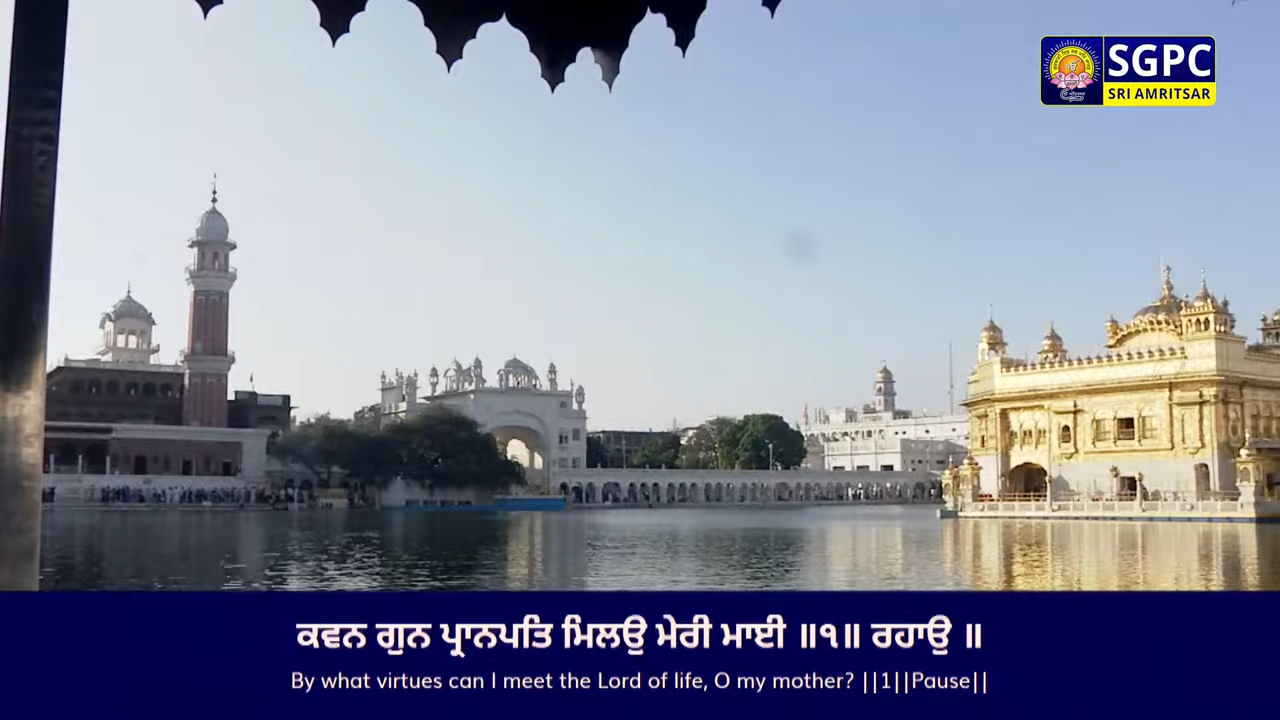 SGPC
SRI AMRITSAR
ਕਵਨ ਗੁਨ ਪ੍ਰਾਨਪਤਿ ਮਿਲਉ ਮੇਰੀ ਮਾਈ ॥੧॥ ਰਹਾਉ ॥
By what virtues can I meet the Lord of life, O my mother? ||1||Pause||